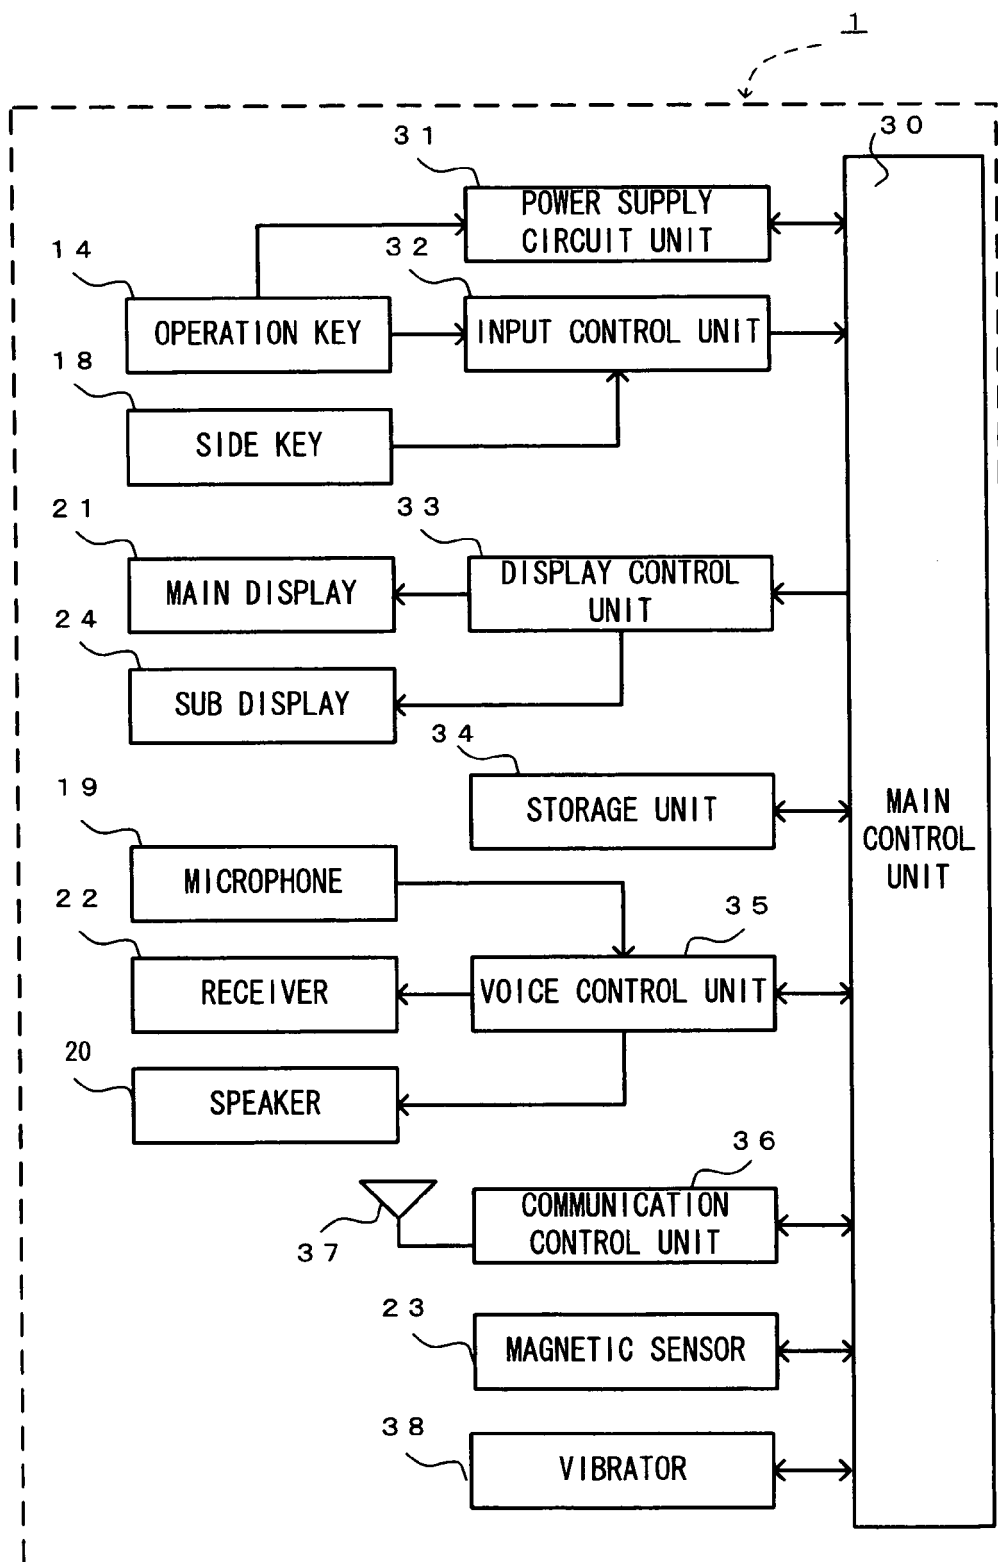 1
30
31
POWER SUPPLY
CIRCUIT UNIT
14
32
OPERATION KEY
INPUT CONTROL UNIT
18
SIDE KEY
21
33
MAIN DISPLAY
DISPLAY CONTROL
UNIT
24
SUB DISPLAY
34
STORAGE UNIT
MAIN
CONTROL
UNIT
19
MICROPHONE
22
35
RECEIVER
VOICE CONTROL UNIT
20
SPEAKER
36
COMMUNICATION
CONTROL UNIT
37
23
MAGNETIC SENSOR
38
VIBRATOR